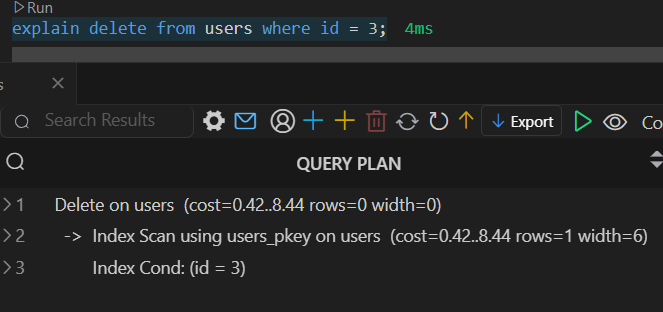 Run
explain delete from users where id = 3; 4ms
s
Search Results Export Co
QUERY PLAN
1 Delete on users (cost=0.42..8.44 rows=0 width=0)
2 -> Index Scan using users_pkey on users (cost=0.42..8.44 rows=1 width=6)
3 Index Cond: (id = 3)